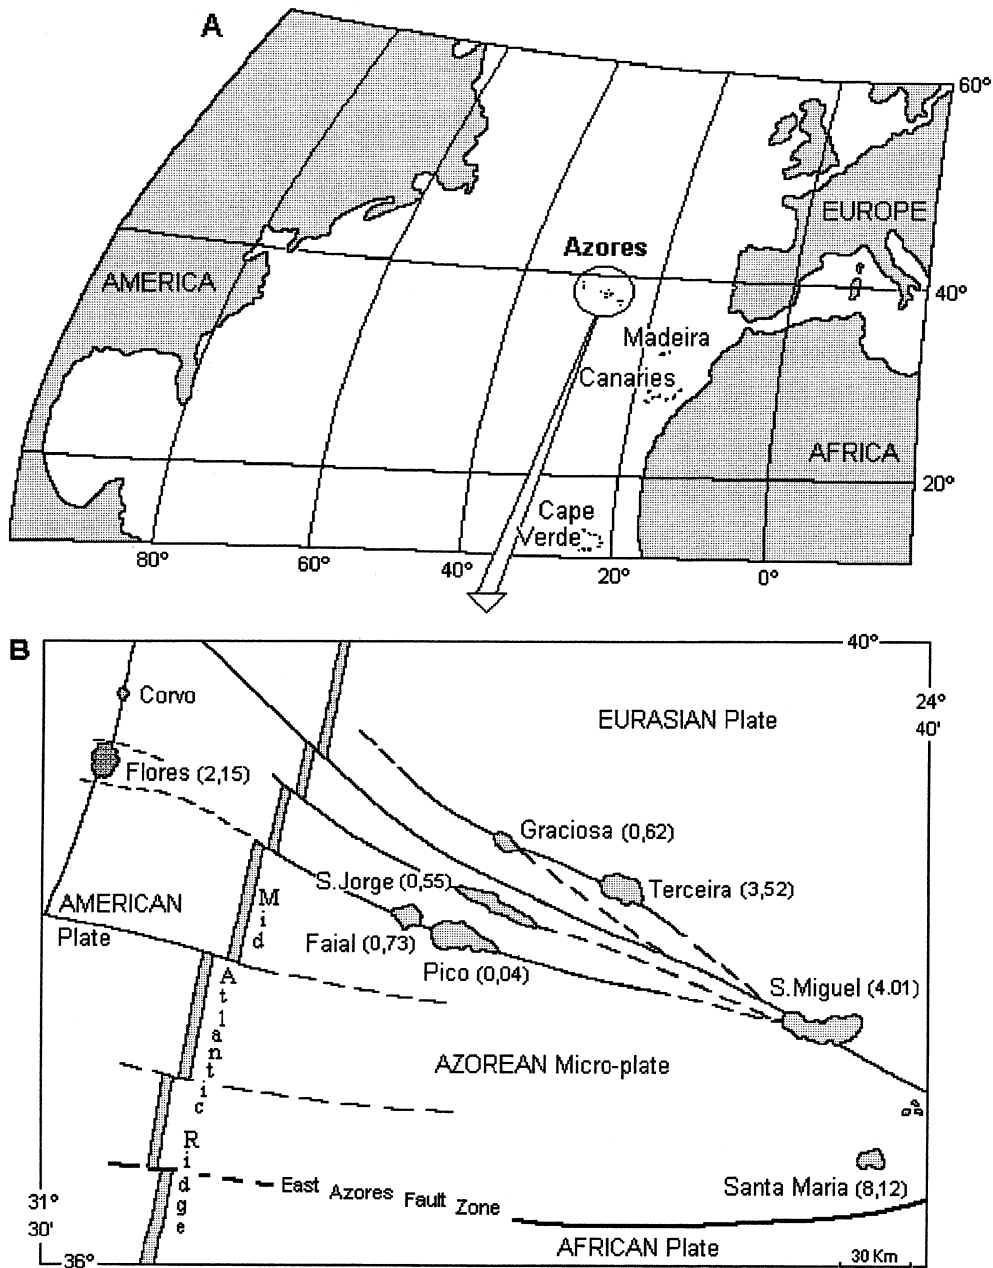 A
60°
EUROPE
Azores
AMERICA
40°
Madeira
Canaries
AFRICA
20°
Cape
Verde
80°
60°
40°
20°
0°
B
40°
Corvo
24°
40'
EURASIAN Plate
Flores (2,15)
Graciosa (0,62)
S.Jorge (0,55)
Terceira (3,52)
AMERICAN
Plate
Faial (0,73)
Pico (0,04)
S.Miguel (4.01)
Mid
Atlantic
Ridge
AZOREAN Micro-plate
East Azores Fault Zone
Santa Maria (8,12)
31°
30'
AFRICAN Plate
36°
30 Km